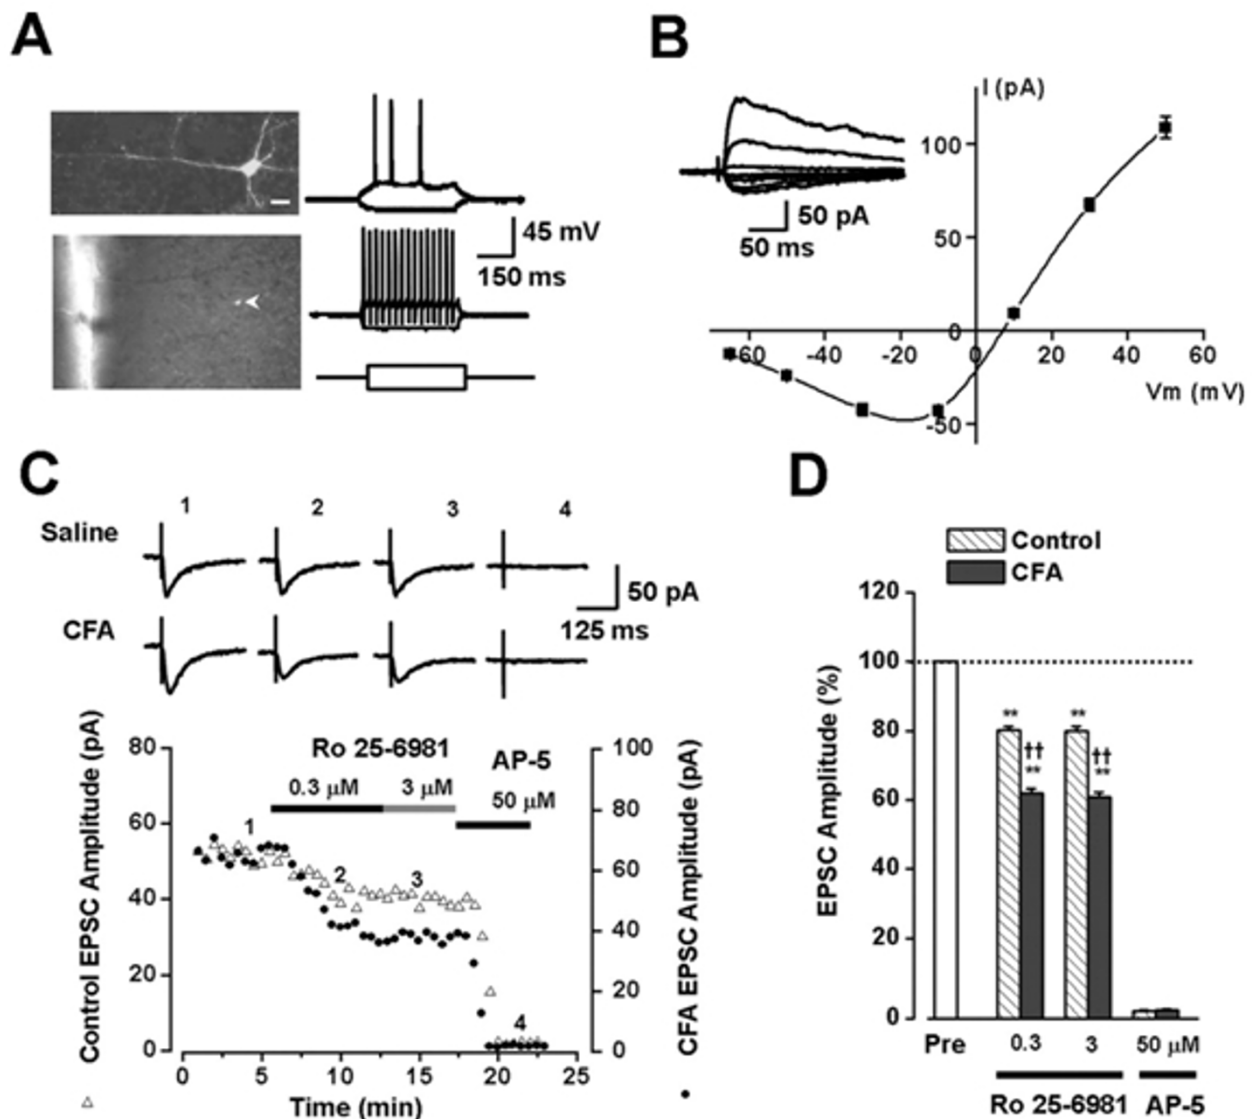 A
45 mV
150 ms
B
I (pA)
100
50
0
-50
-60
-40
-20
0
20
40
60
Vm (mV)
50 pA
50 ms
C
1
2
3
4
Saline
CFA
50 pA
125 ms
Control EPSC Amplitude (pA)
80
60
40
20
0
Ro 25-6981
AP-5
0.3 µM
3 µM
50 µM
1
2
3
4
100
80
60
40
20
0
CFA EPSC Amplitude (pA)
0
5
10
15
20
25
Time (min)
D
Control
CFA
EPSC Amplitude (%)
120
100
80
60
40
20
0
**
††
**
**
††
**
Pre
0.3
3
50 µM
Ro 25-6981
AP-5